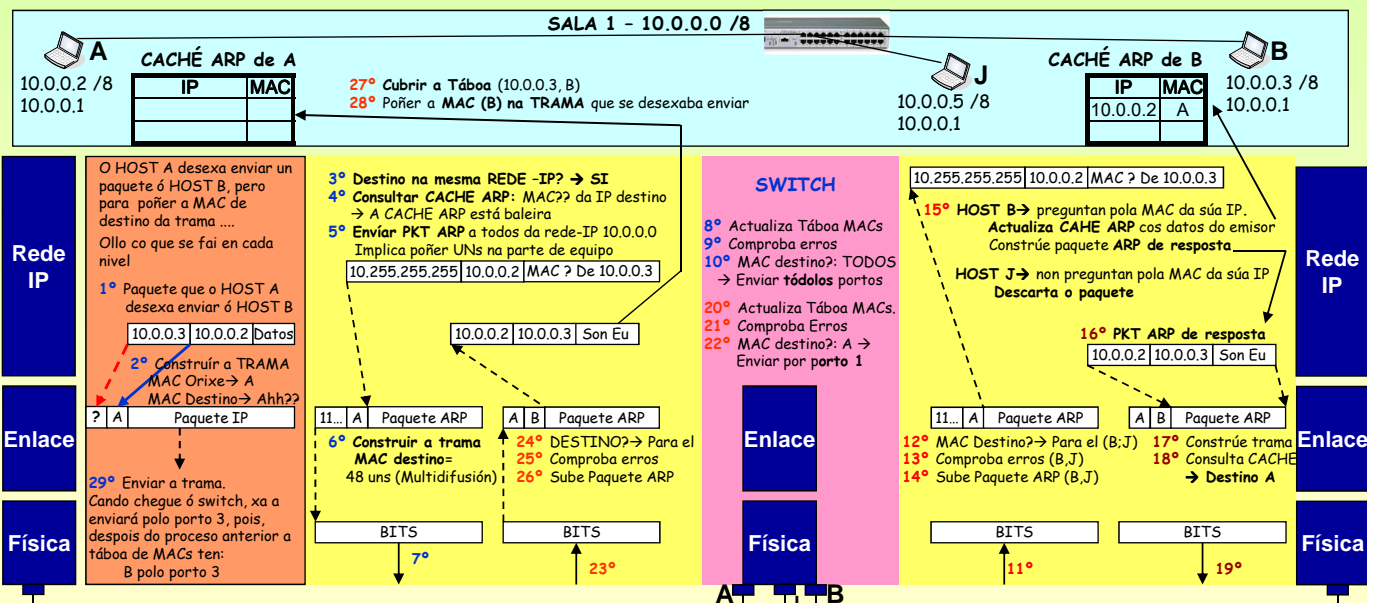 SALA 1 - 10.0.0.0 /8
A
10.0.0.2 /8
10.0.0.1
CACHÉ ARP de A
IP MAC
27º Cubrir a Táboa (10.0.0.3, B)
28º Poñer a MAC (B) na TRAMA que se desexaba enviar
J
10.0.0.5 /8
10.0.0.1
CACHÉ ARP de B
IP MAC
10.0.0.2 A
B
10.0.0.3 /8
10.0.0.1
Rede
IP
Enlace
Física
O HOST A desexa enviar un
paquete ó HOST B, pero
para poñer a MAC de
destino da trama ....
Ollo co que se fai en cada
nivel
1º Paquete que o HOST A
desexa enviar ó HOST B
10.0.0.3 10.0.0.2 Datos
2º Construír a TRAMA
MAC Orixe→ A
MAC Destino→ Ahh??
? A Paquete IP
29º Enviar a trama.
Cando chegue ó switch, xa a
enviará polo porto 3, pois,
despois do proceso anterior a
táboa de MACs ten:
B polo porto 3
3º Destino na mesma REDE -IP? → SI
4º Consultar CACHE ARP: MAC?? da IP destino
→ A CACHE ARP está baleira
5º Envíar PKT ARP a todos da rede-IP 10.0.0.0
Implica poñer UNs na parte de equipo
10.255.255.255 10.0.0.2 MAC ? De 10.0.0.3
10.0.0.2 10.0.0.3 Son Eu
11... A Paquete ARP
6º Construir a trama
MAC destino=
48 uns (Multidifusión)
BITS
7º
A B Paquete ARP
24º DESTINO?→ Para el
25º Comproba erros
26º Sube Paquete ARP
BITS
23º
SWITCH
8º Actualiza Táboa MACs
9º Comproba erros
10º MAC destino?: TODOS
→ Enviar tódolos portos
20º Actualiza Táboa MACs.
21º Comproba Erros
22º MAC destino?: A →
Enviar por porto 1
Enlace
Física
A B
10.255.255.255 10.0.0.2 MAC ? De 10.0.0.3
15º HOST B→ preguntan pola MAC da súa IP.
Actualiza CAHE ARP cos datos do emisor
Constrúe paquete ARP de resposta
HOST J→ non preguntan pola MAC da súa IP
Descarta o paquete
16º PKT ARP de resposta
10.0.0.2 10.0.0.3 Son Eu
11... A Paquete ARP
12º MAC Destino?→ Para el (B;J)
13º Comproba erros (B,J)
14º Sube Paquete ARP (B,J)
BITS
11º
A B Paquete ARP
17º Constrúe trama
18º Consulta CACHE
→ Destino A
BITS
19º
Rede
IP
Enlace
Física